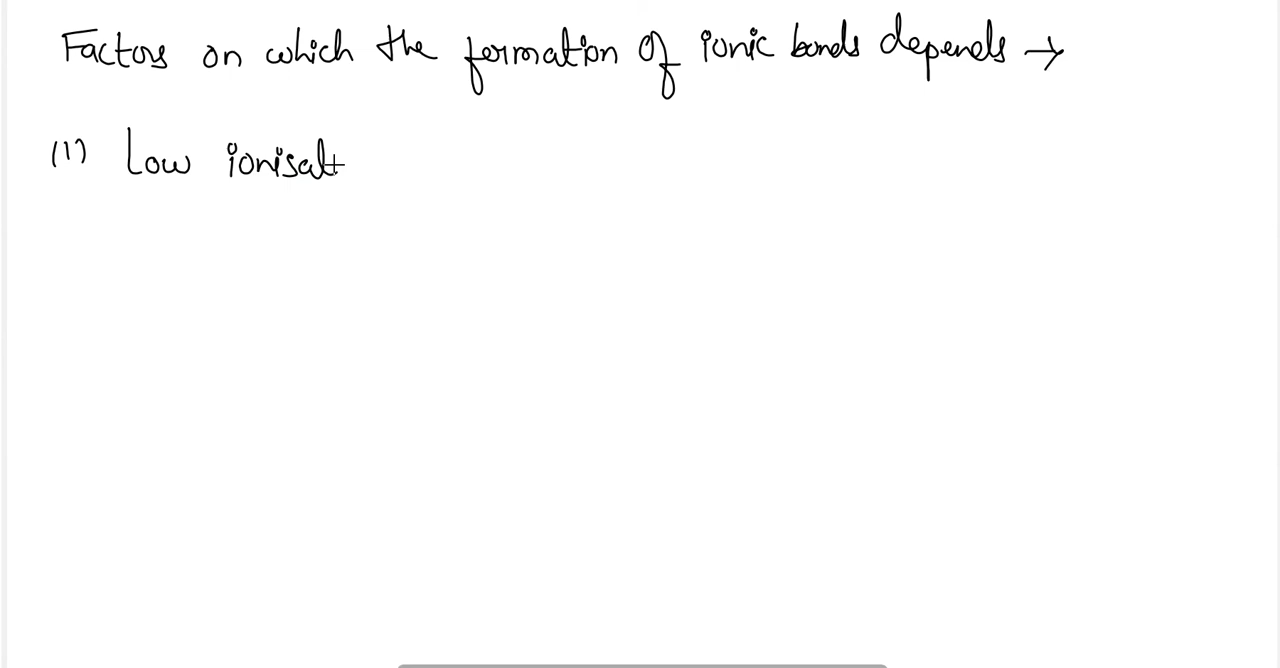 Factors on which the formation of ionic bonds depends →
(1) Low ionisat